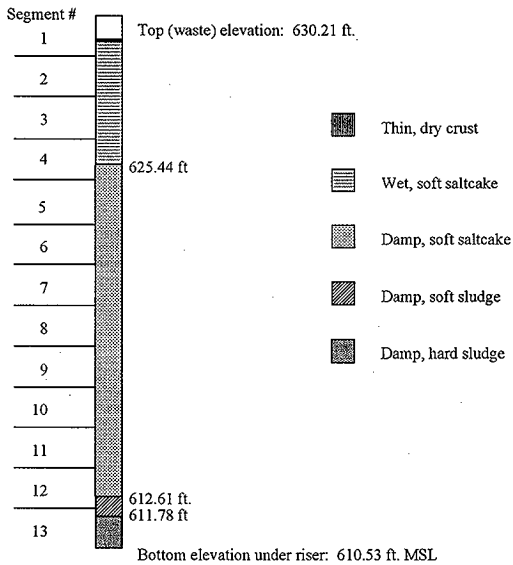 Segment #
Top (waste) elevation: 630.21 ft.
1
2
3
4
625.44 ft
5
6
7
8
9
10
11
12
612.61 ft.
611.78 ft
13
Bottom elevation under riser: 610.53 ft. MSL
Thin, dry crust
Wet, soft saltcake
Damp, soft saltcake
Damp, soft sludge
Damp, hard sludge